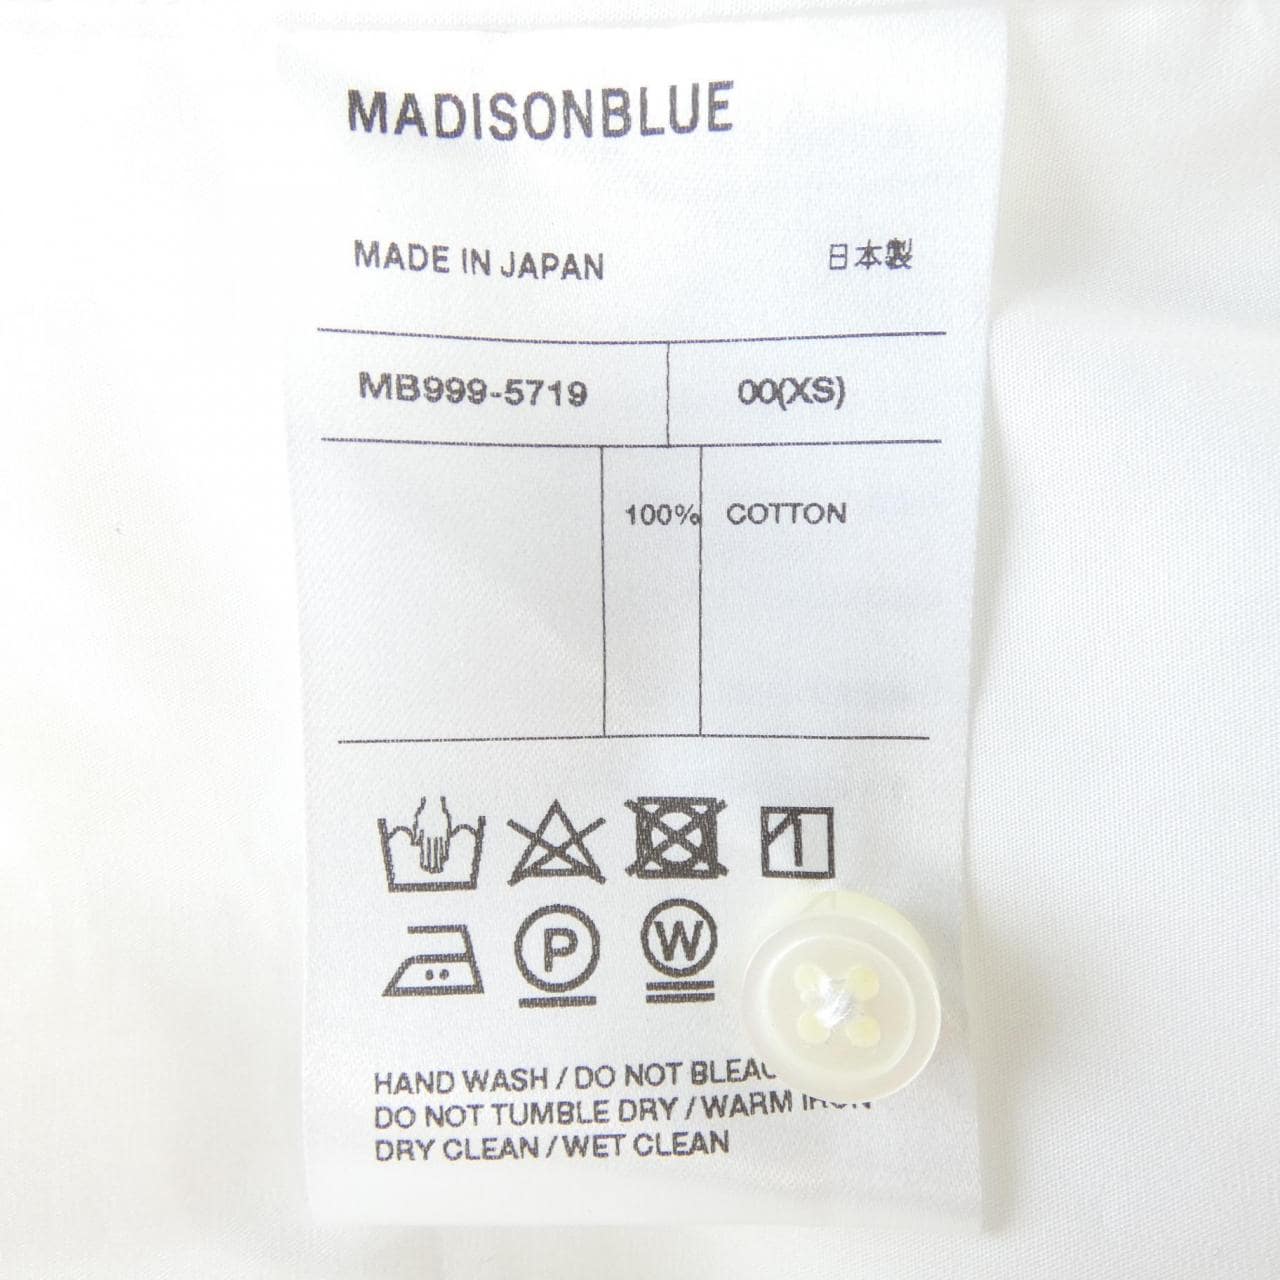 MADISONBLUE
MADE IN JAPAN 日本製
MB999-5719 00(XS)
100% COTTON
P W
HAND WASH / DO NOT
DO NOT TUMBLE DRY / WARM IRON
DRY CLEAN / WET CLEAN